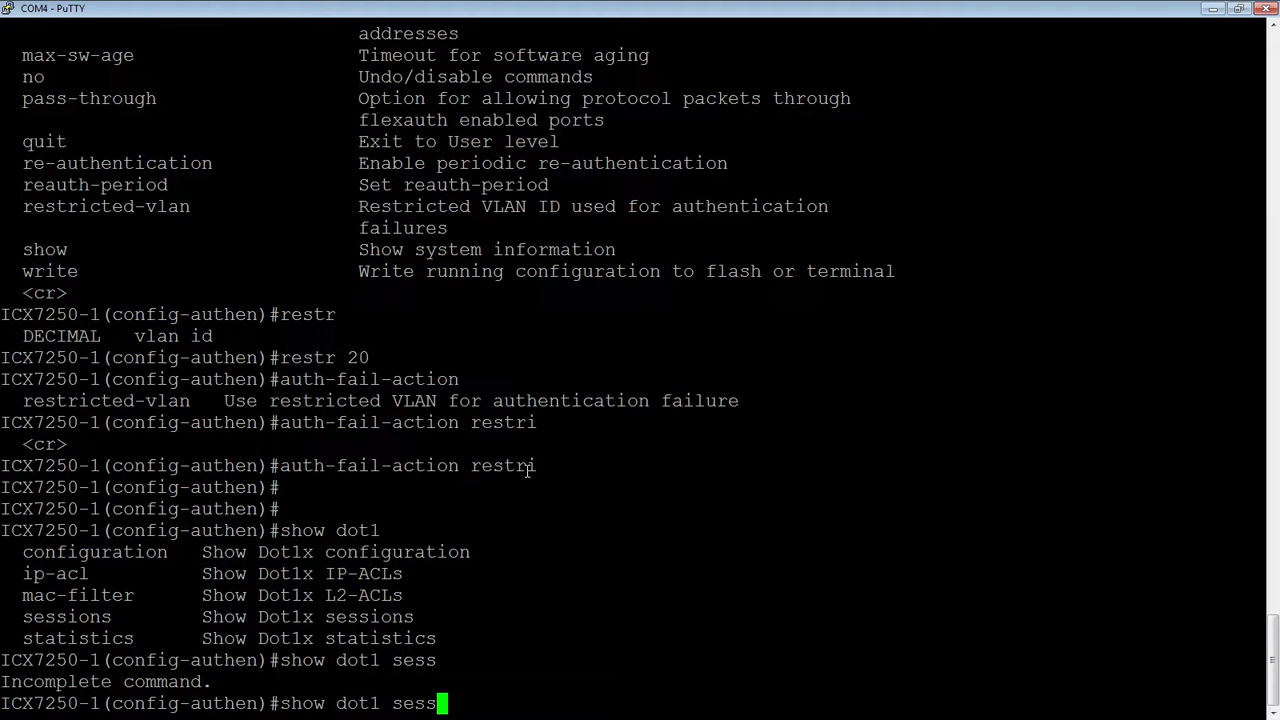 COM4 - PuTTY
addresses
max-sw-age Timeout for software aging
no Undo/disable commands
pass-through Option for allowing protocol packets through
flexauth enabled ports
quit Exit to User level
re-authentication Enable periodic re-authentication
reauth-period Set reauth-period
restricted-vlan Restricted VLAN ID used for authentication
failures
show Show system information
write Write running configuration to flash or terminal
<cr>
ICX7250-1(config-authen)#restr
DECIMAL vlan id
ICX7250-1(config-authen)#restr 20
ICX7250-1(config-authen)#auth-fail-action
restricted-vlan Use restricted VLAN for authentication failure
ICX7250-1(config-authen)#auth-fail-action restri
<cr>
ICX7250-1(config-authen)#auth-fail-action restri
ICX7250-1(config-authen)#
ICX7250-1(config-authen)#
ICX7250-1(config-authen)#show dot1
configuration Show Dot1x configuration
ip-acl Show Dot1x IP-ACLs
mac-filter Show Dot1x L2-ACLs
sessions Show Dot1x sessions
statistics Show Dot1x statistics
ICX7250-1(config-authen)#show dot1 sess
Incomplete command.
ICX7250-1(config-authen)#show dot1 sess